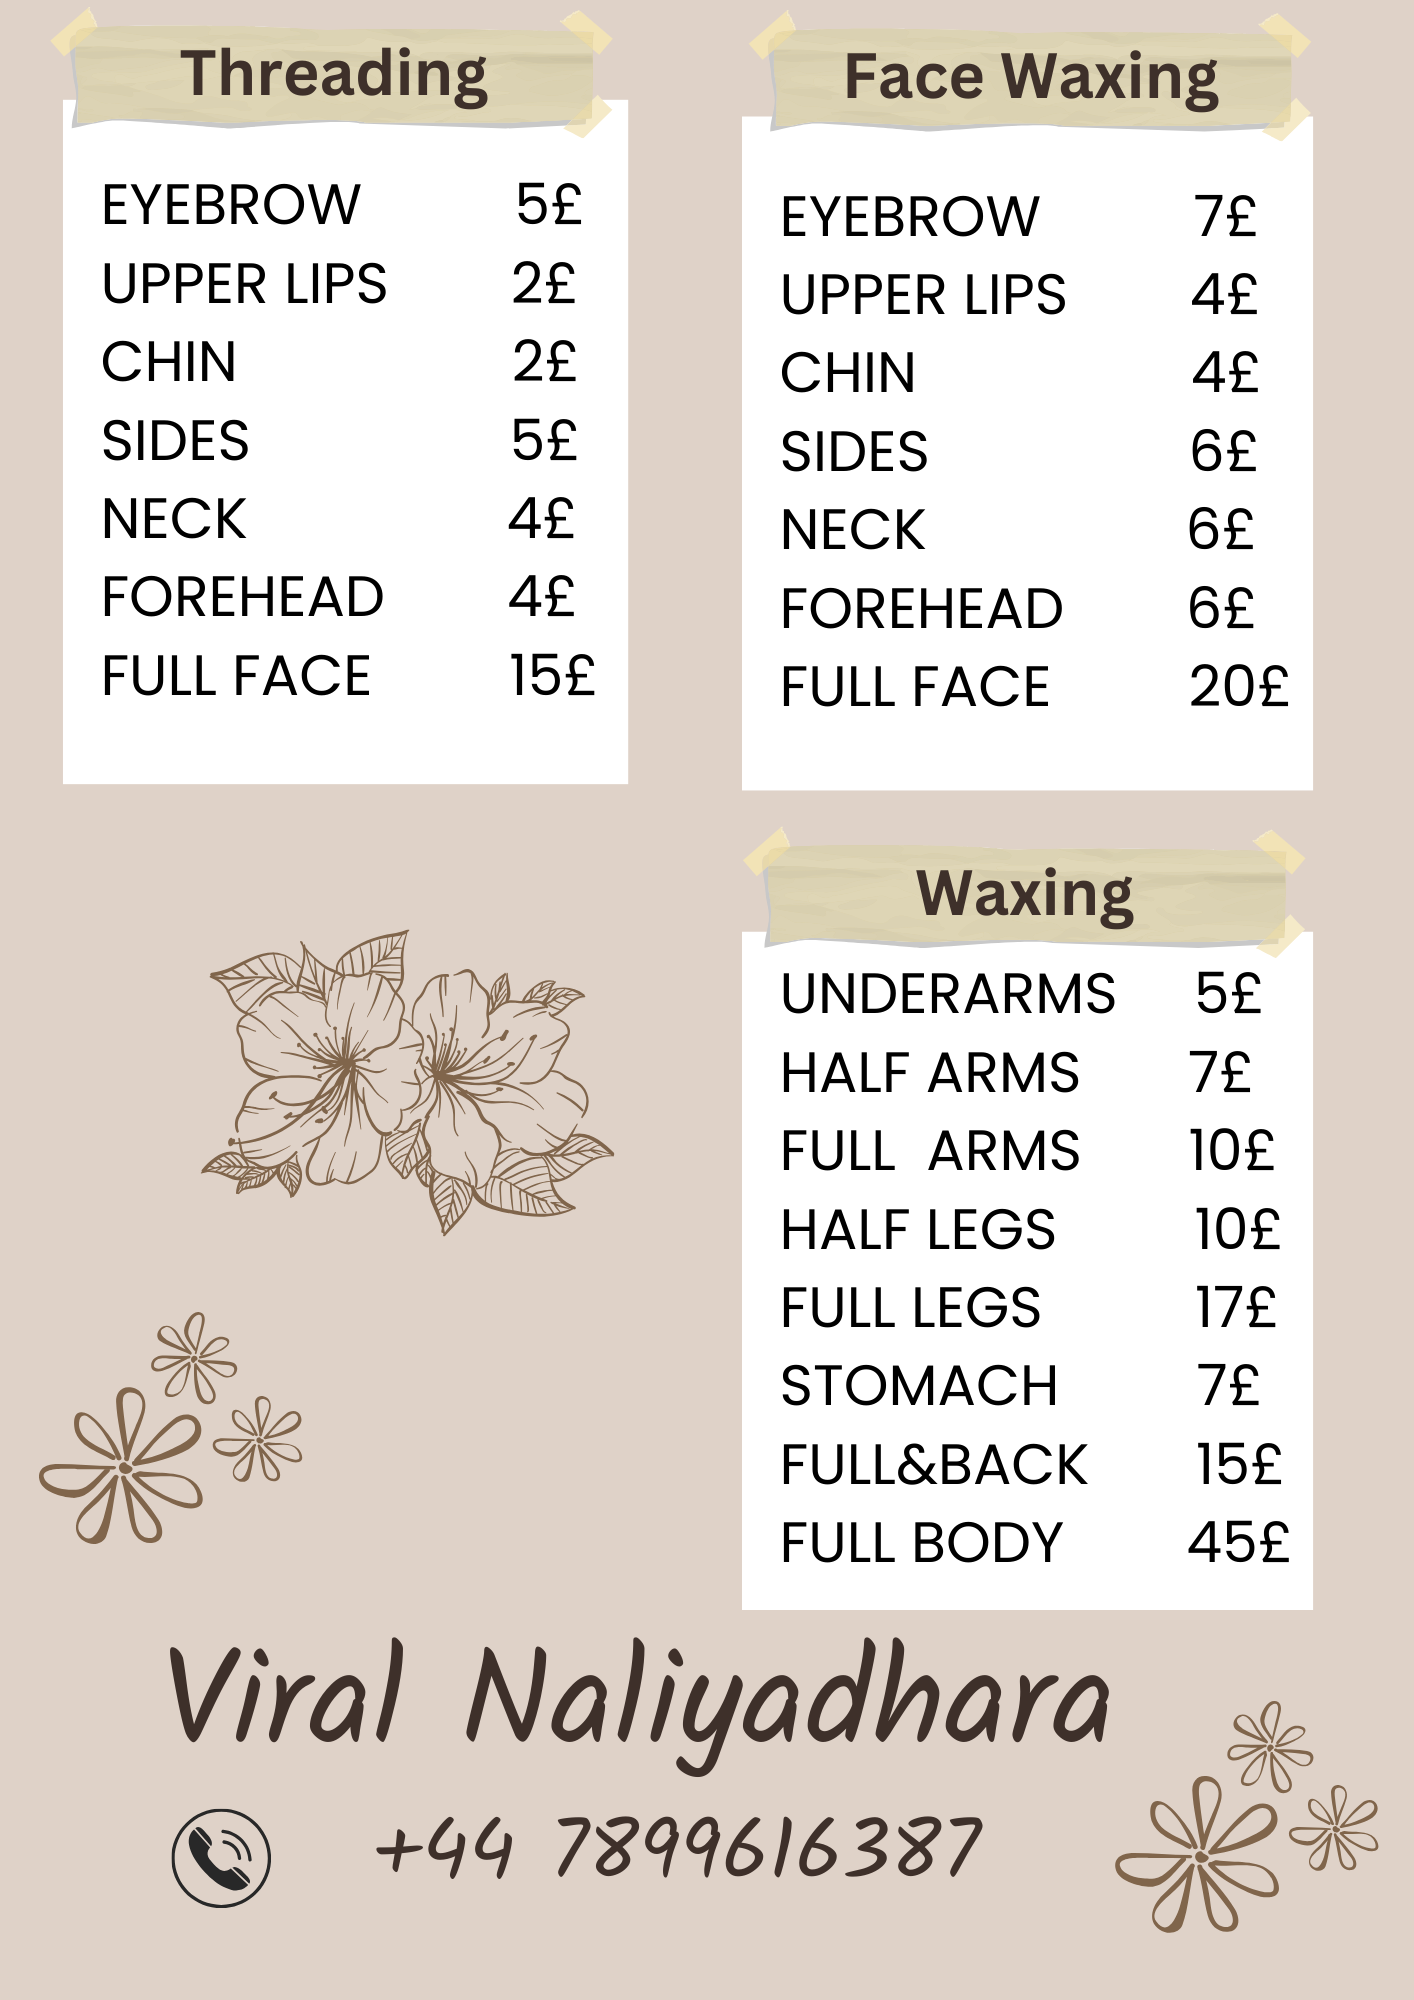 Threading
EYEBROW 5£
UPPER LIPS 2£
CHIN 2£
SIDES 5£
NECK 4£
FOREHEAD 4£
FULL FACE 15£
Face Waxing
EYEBROW 7£
UPPER LIPS 4£
CHIN 4£
SIDES 6£
NECK 6£
FOREHEAD 6£
FULL FACE 20£
Waxing
UNDERARMS 5£
HALF ARMS 7£
FULL ARMS 10£
HALF LEGS 10£
FULL LEGS 17£
STOMACH 7£
FULL&BACK 15£
FULL BODY 45£
Viral Naliyadhara
+44 7899616387